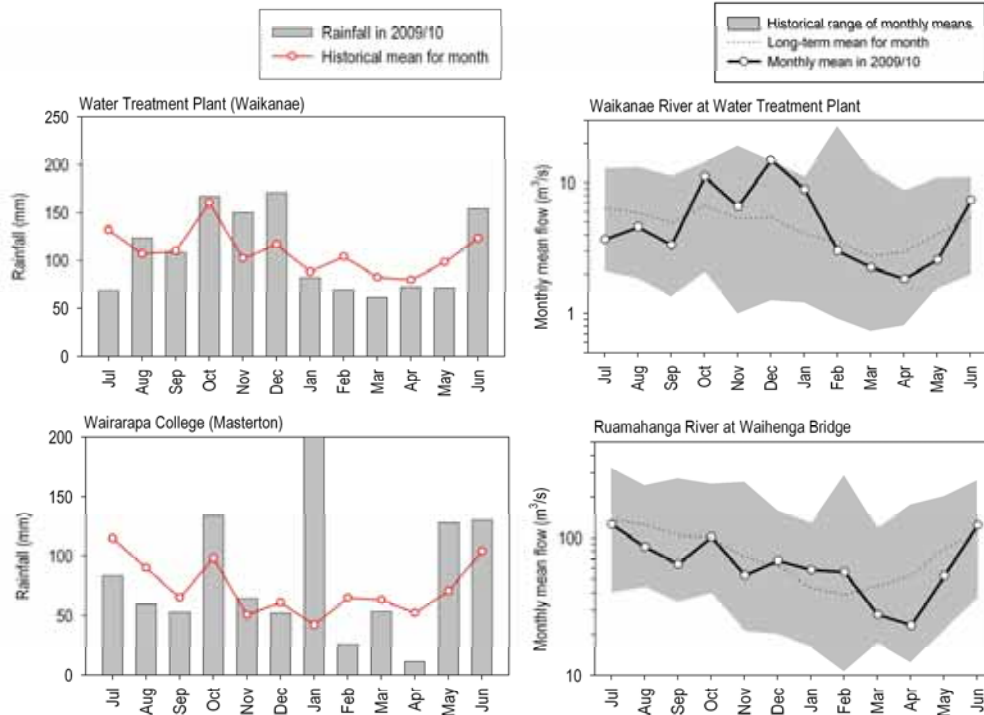 Rainfall in 2009/10
Historical mean for month
Historical range of monthly means
Long-term mean for month
Monthly mean in 2009/10
Water Treatment Plant (Waikanae)
Rainfall (mm)
250
200
150
100
50
0
Jul Aug Sep Oct Nov Dec Jan Feb Mar Apr May Jun
Waikanae River at Water Treatment Plant
Monthly mean flow (m³/s)
10
1
Jul Aug Sep Oct Nov Dec Jan Feb Mar Apr May Jun
Wairarapa College (Masterton)
Rainfall (mm)
200
150
100
50
0
Jul Aug Sep Oct Nov Dec Jan Feb Mar Apr May Jun
Ruamahanga River at Waihenga Bridge
Monthly mean flow (m³/s)
100
10
Jul Aug Sep Oct Nov Dec Jan Feb Mar Apr May Jun